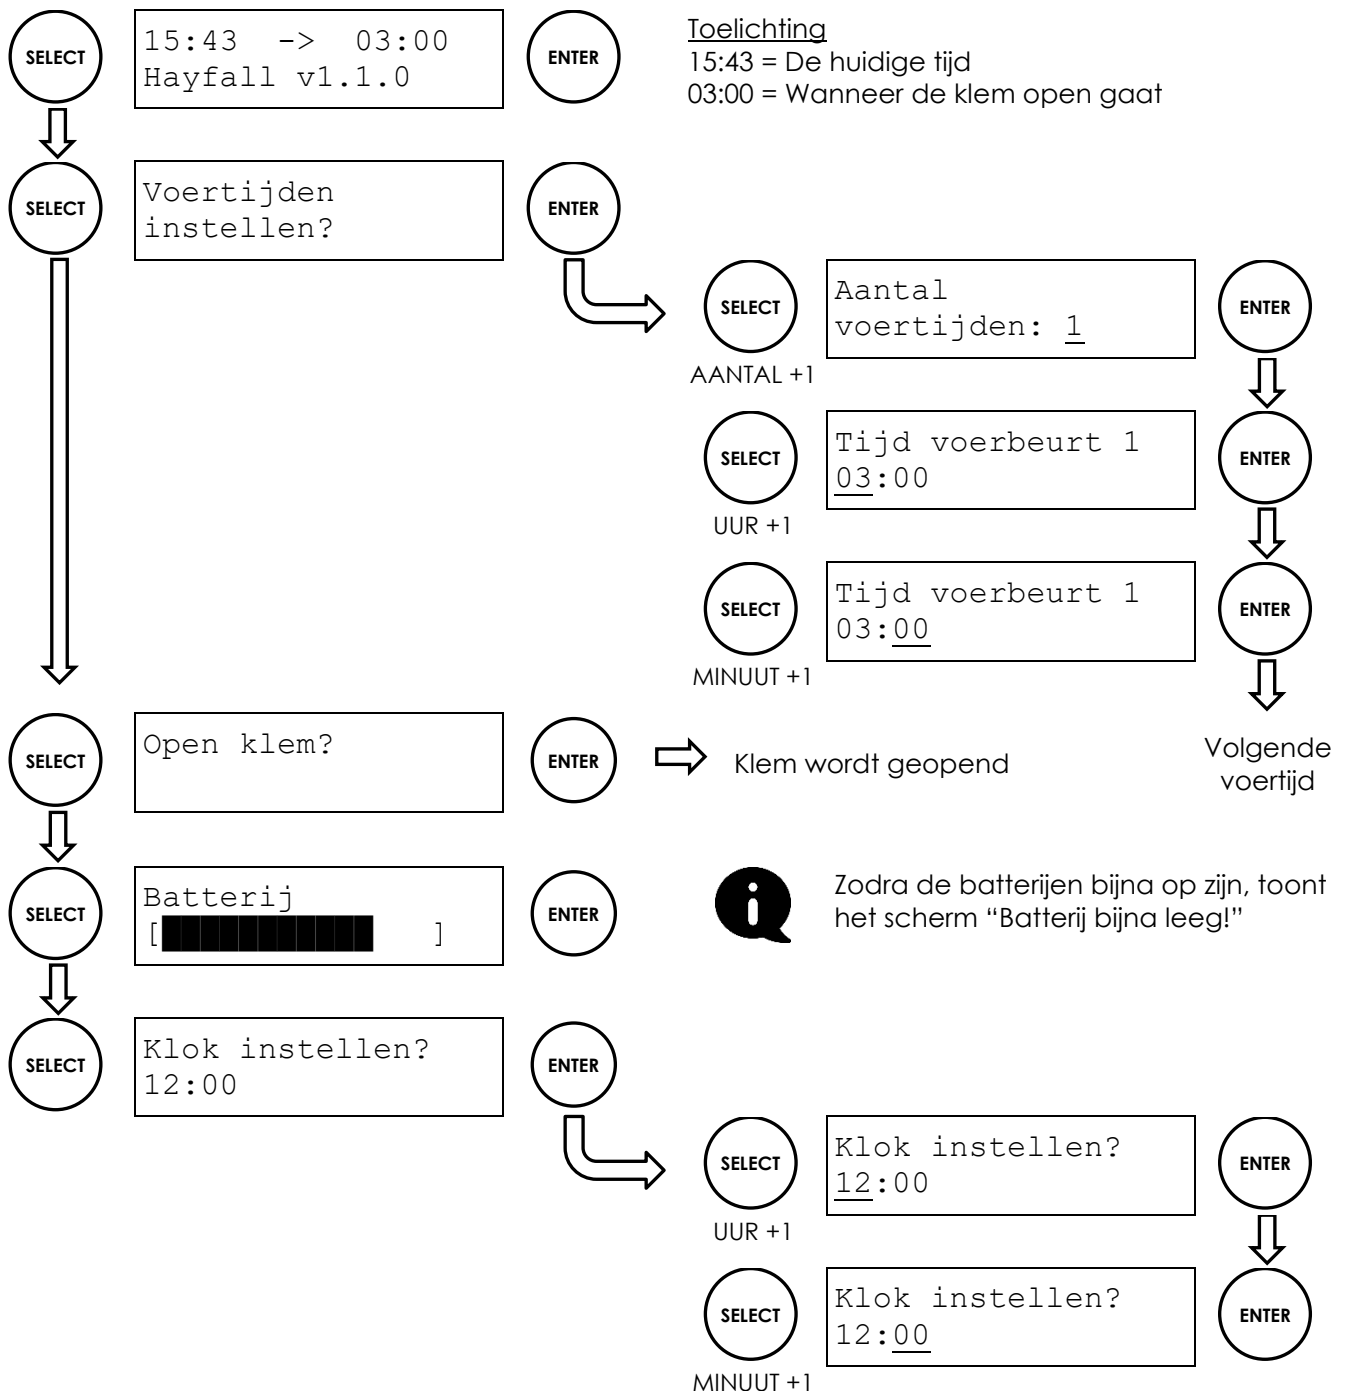 SELECT
15:43 -> 03:00
Hayfall v1.1.0
ENTER
Toelichting
15:43 = De huidige tijd
03:00 = Wanneer de klem open gaat
SELECT
Voertijden
instellen?
ENTER
SELECT
AANTAL +1
Aantal
voertijden: 1
ENTER
SELECT
UUR +1
Tijd voerbeurt 1
03:00
ENTER
SELECT
MINUUT +1
Tijd voerbeurt 1
03:00
ENTER
Volgende
voertijd
SELECT
Open klem?
ENTER
Klem wordt geopend
SELECT
Batterij
[███████████ ]
ENTER
i
Zodra de batterijen bijna op zijn, toont
het scherm “Batterij bijna leeg!”
SELECT
Klok instellen?
12:00
ENTER
SELECT
UUR +1
Klok instellen?
12:00
ENTER
SELECT
MINUUT +1
Klok instellen?
12:00
ENTER